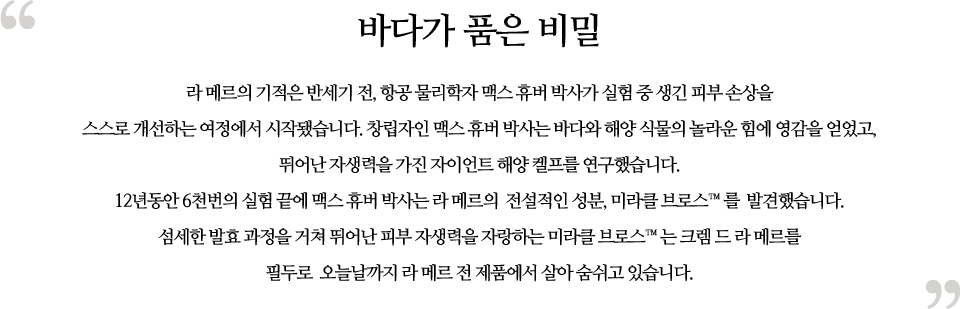 “
바다가 품은 비밀
라 메르의 기적은 반세기 전, 항공 물리학자 맥스 휴버 박사가 실험 중 생긴 피부 손상을
스스로 개선하는 여정에서 시작됐습니다. 창립자인 맥스 휴버 박사는 바다와 해양 식물의 놀라운 힘에 영감을 얻었고,
뛰어난 자생력을 가진 자이언트 해양 켈프를 연구했습니다.
12년동안 6천번의 실험 끝에 맥스 휴버 박사는 라 메르의 전설적인 성분, 미라클 브로스™ 를 발견했습니다.
섬세한 발효 과정을 거쳐 뛰어난 피부 자생력을 자랑하는 미라클 브로스™ 는 크렘 드 라 메르를
필두로 오늘날까지 라 메르 전 제품에서 살아 숨쉬고 있습니다.
”